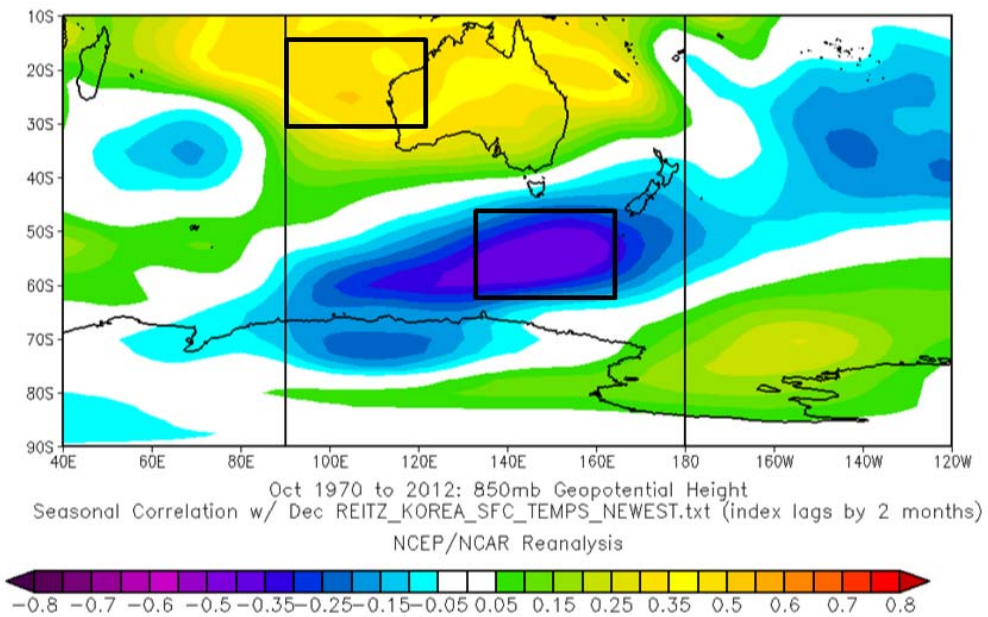 10S
20S
30S
40S
50S
60S
70S
80S
90S
40E 60E 80E 100E 120E 140E 160E 180 160W 140W 120W
Oct 1970 to 2012: 850mb Geopotential Height
Seasonal Correlation w/ Dec REITZ_KOREA_SFC_TEMPS_NEWEST.txt (index lags by 2 months)
NCEP/NCAR Reanalysis
-0.8 -0.7 -0.6 -0.5 -0.35 -0.25 -0.15 -0.05 0.05 0.15 0.25 0.35 0.5 0.6 0.7 0.8